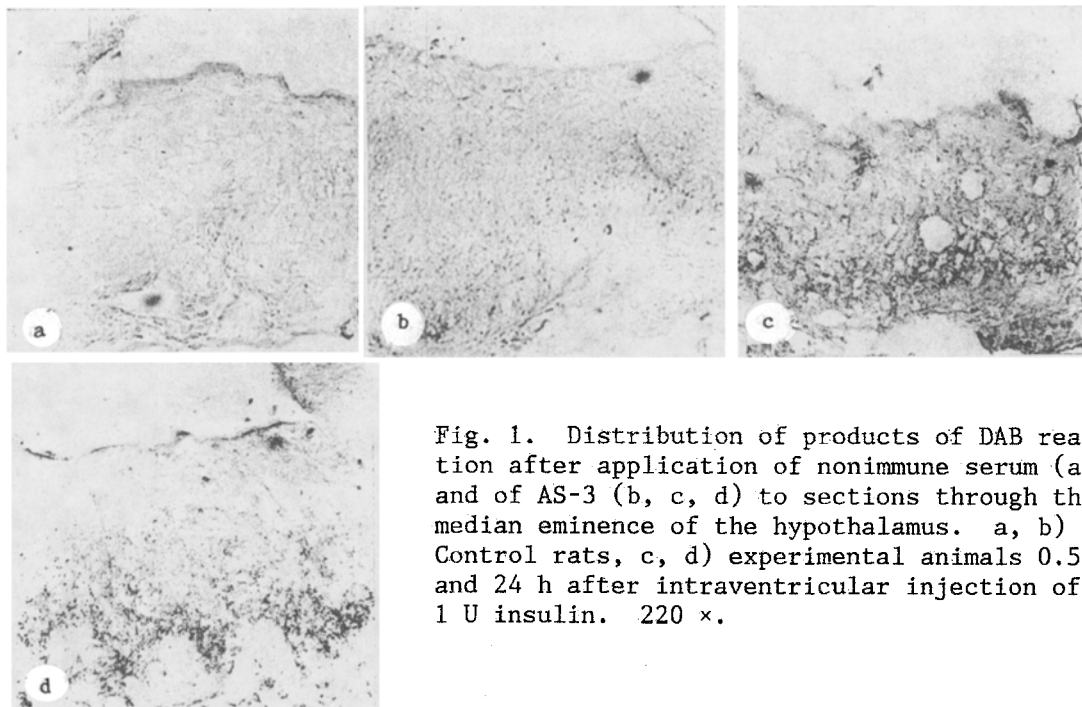 a
b
c
d
Fig. 1. Distribution of products of DAB rea
tion after application of nonimmune serum (a
and of AS-3 (b, c, d) to sections through th
median eminence of the hypothalamus. a, b)
Control rats, c, d) experimental animals 0.5
and 24 h after intraventricular injection of
1 U insulin. 220 ×.